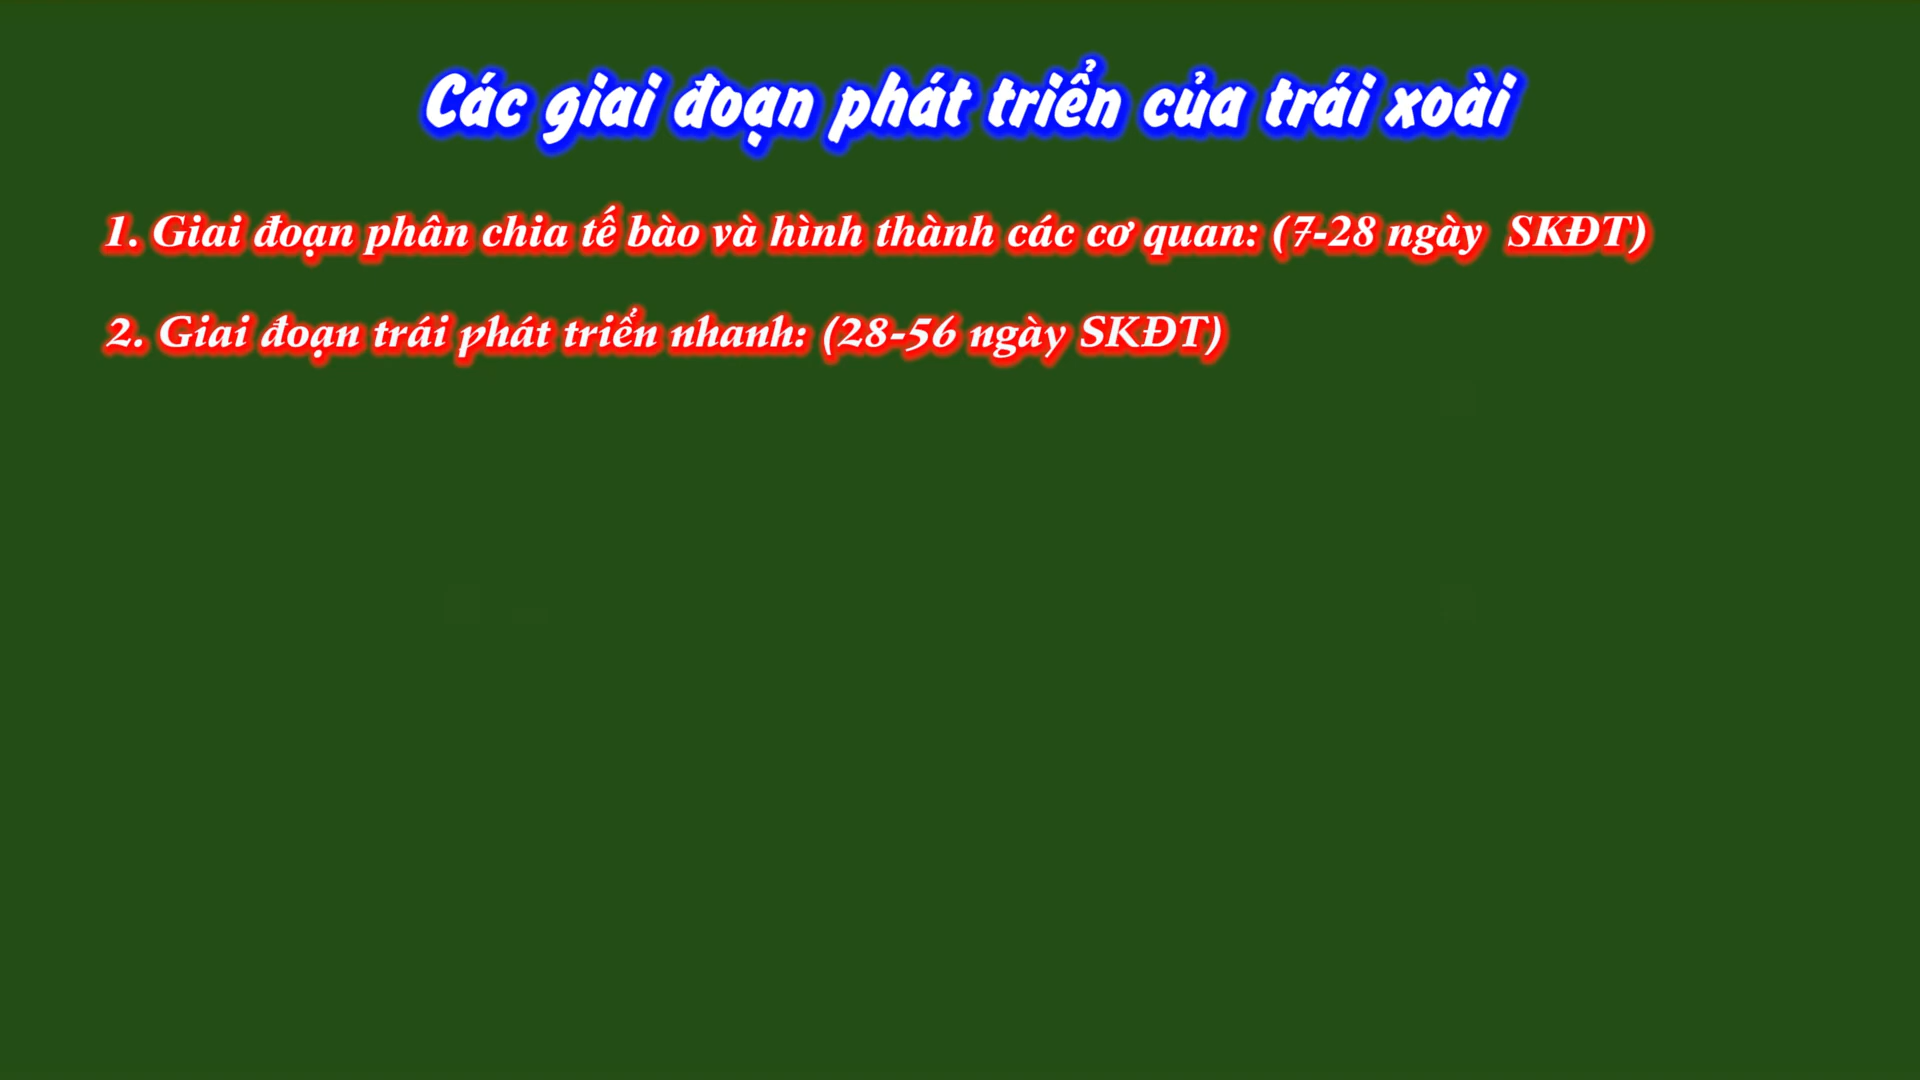 Các giai đoạn phát triển của trái xoài
1. Giai đoạn phân chia tế bào và hình thành các cơ quan: (7-28 ngày SKĐT)
2. Giai đoạn trái phát triển nhanh: (28-56 ngày SKĐT)